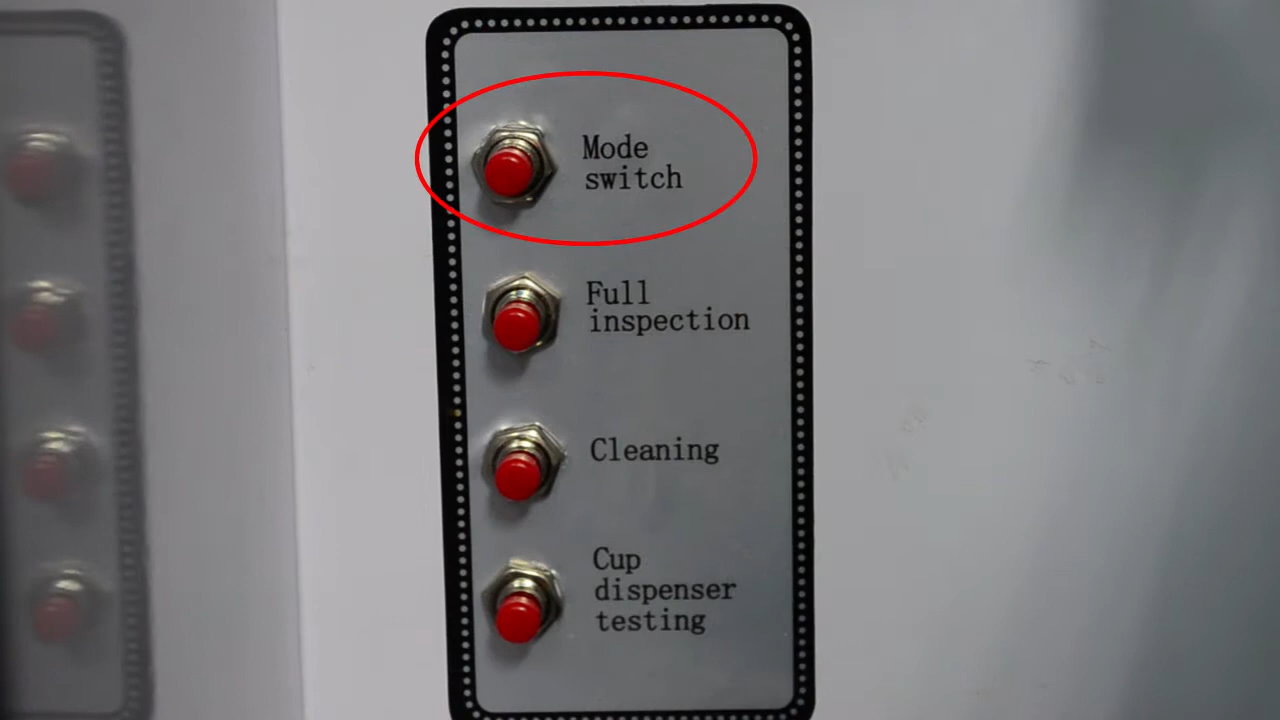 Mode
switch
Full
inspection
Cleaning
Cup
dispenser
testing